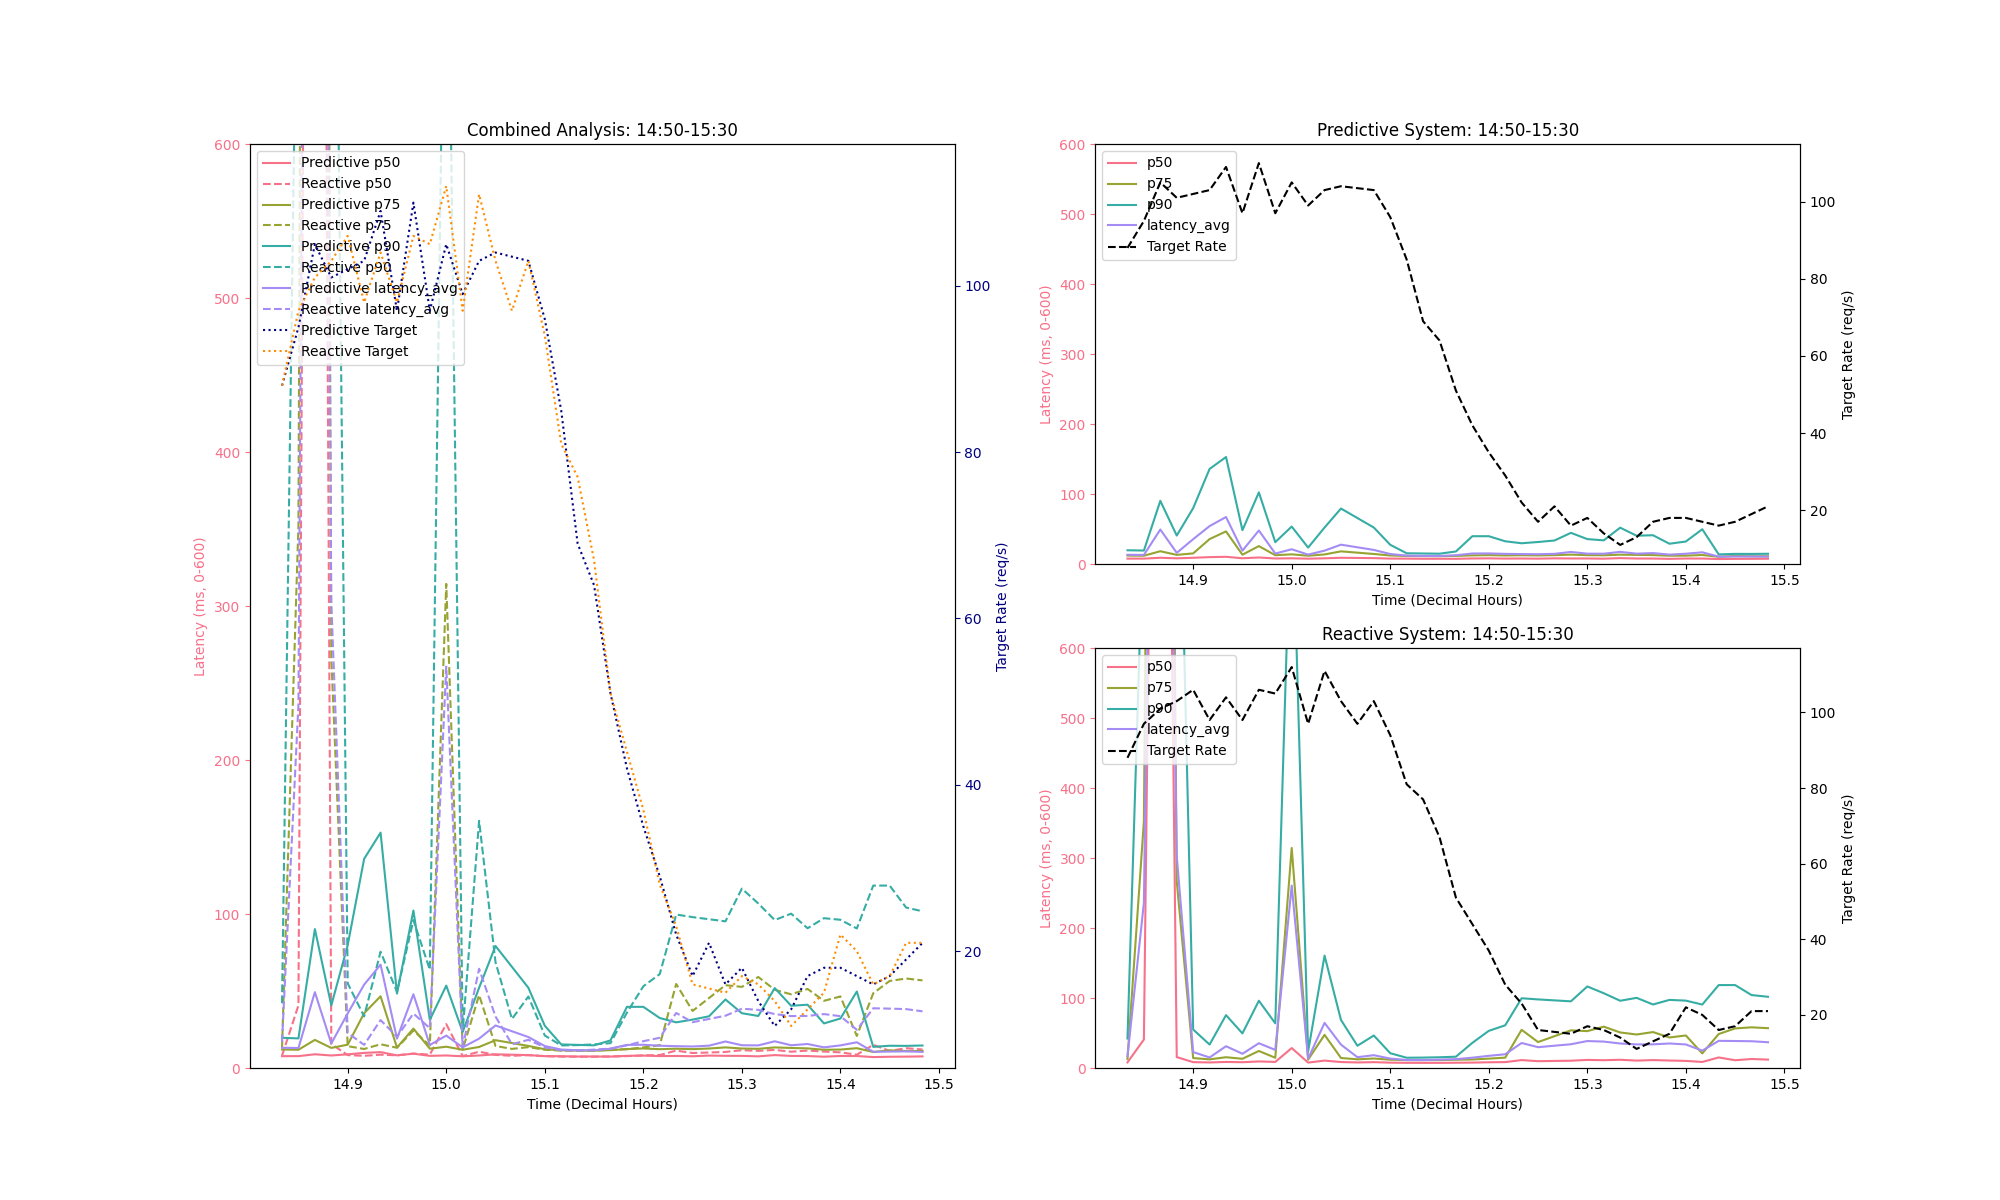 Combined Analysis: 14:50-15:30
600
500
400
300
200
100
0
Latency (ms, 0-600)
Predictive p50
Reactive p50
Predictive p75
Reactive p75
Predictive p90
Reactive p90
Predictive latency_avg
Reactive latency_avg
Predictive Target
Reactive Target
100
80
60
40
20
Target Rate (req/s)
14.9 15.0 15.1 15.2 15.3 15.4 15.5
Time (Decimal Hours)
Predictive System: 14:50-15:30
600
500
400
300
200
100
0
Latency (ms, 0-600)
p50
p75
p90
latency_avg
Target Rate
100
80
60
40
20
Target Rate (req/s)
14.9 15.0 15.1 15.2 15.3 15.4 15.5
Time (Decimal Hours)
Reactive System: 14:50-15:30
600
500
400
300
200
100
0
Latency (ms, 0-600)
p50
p75
p90
latency_avg
Target Rate
100
80
60
40
20
Target Rate (req/s)
14.9 15.0 15.1 15.2 15.3 15.4 15.5
Time (Decimal Hours)